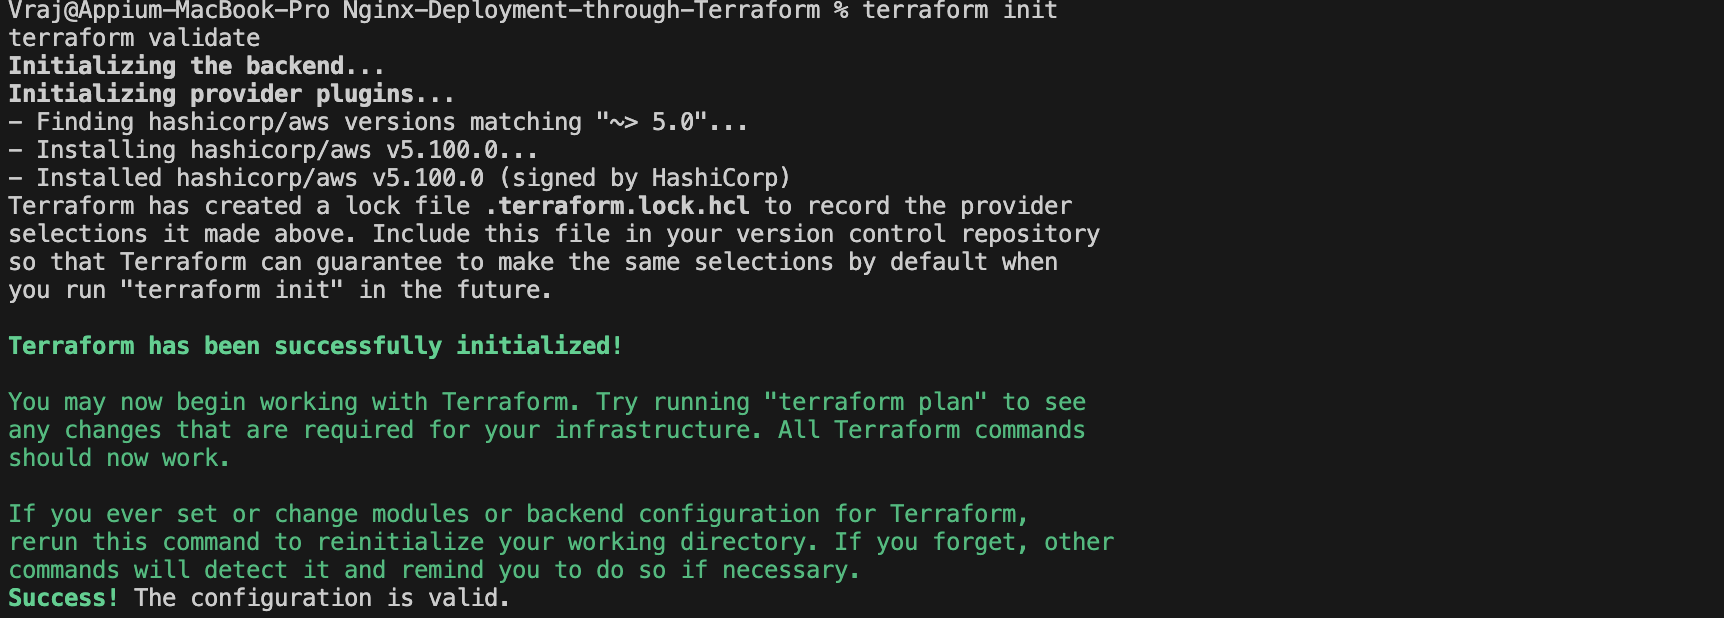 Vraj@Appium-MacBook-Pro Nginx-Deployment-through-Terraform % terraform init
terraform validate
Initializing the backend...
Initializing provider plugins...
- Finding hashicorp/aws versions matching "~> 5.0"...
- Installing hashicorp/aws v5.100.0...
- Installed hashicorp/aws v5.100.0 (signed by HashiCorp)
Terraform has created a lock file .terraform.lock.hcl to record the provider
selections it made above. Include this file in your version control repository
so that Terraform can guarantee to make the same selections by default when
you run "terraform init" in the future.
Terraform has been successfully initialized!
You may now begin working with Terraform. Try running "terraform plan" to see
any changes that are required for your infrastructure. All Terraform commands
should now work.
If you ever set or change modules or backend configuration for Terraform,
rerun this command to reinitialize your working directory. If you forget, other
commands will detect it and remind you to do so if necessary.
Success! The configuration is valid.